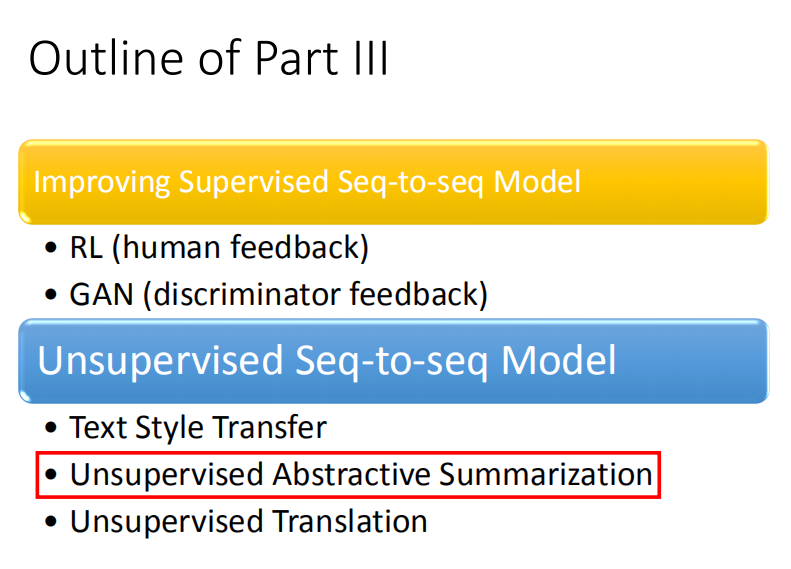 Outline of Part III
Improving Supervised Seq-to-seq Model
• RL (human feedback)
• GAN (discriminator feedback)
Unsupervised Seq-to-seq Model
• Text Style Transfer
• Unsupervised Abstractive Summarization
• Unsupervised Translation